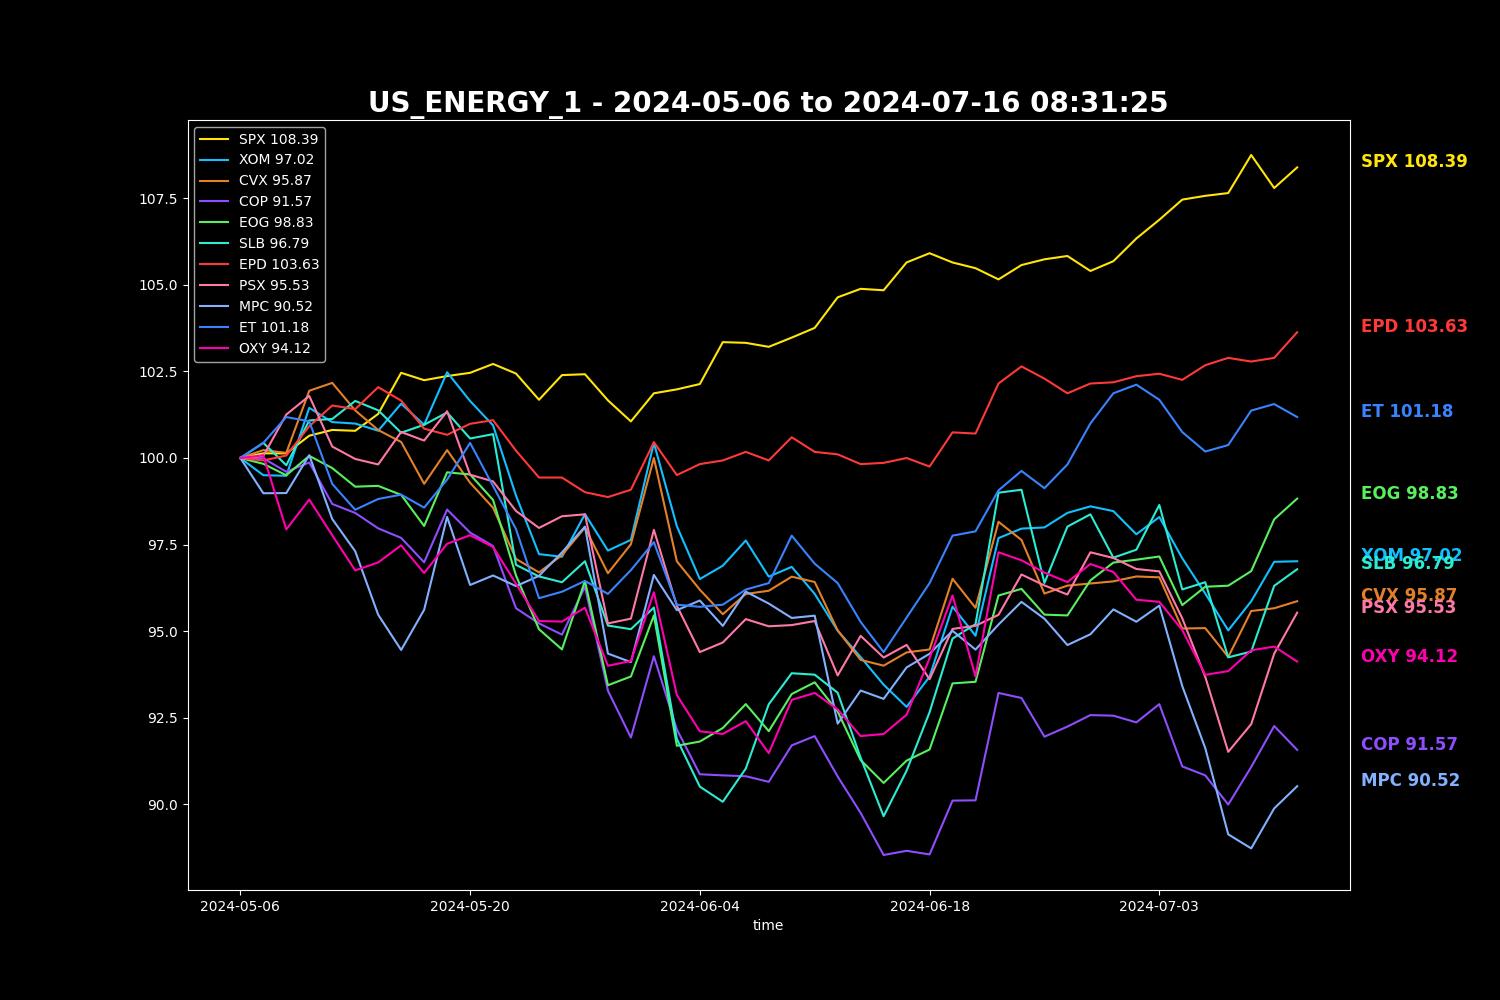 US_ENERGY_1 - 2024-05-06 to 2024-07-16 08:31:25
SPX 108.39
XOM 97.02
CVX 95.87
COP 91.57
EOG 98.83
SLB 96.79
EPD 103.63
PSX 95.53
MPC 90.52
ET 101.18
OXY 94.12
107.5
105.0
102.5
100.0
97.5
95.0
92.5
90.0
2024-05-06
2024-05-20
2024-06-04
2024-06-18
2024-07-03
time
SPX 108.39
EPD 103.63
ET 101.18
EOG 98.83
XOM 97.02
SLB 96.79
CVX 95.87
PSX 95.53
OXY 94.12
COP 91.57
MPC 90.52